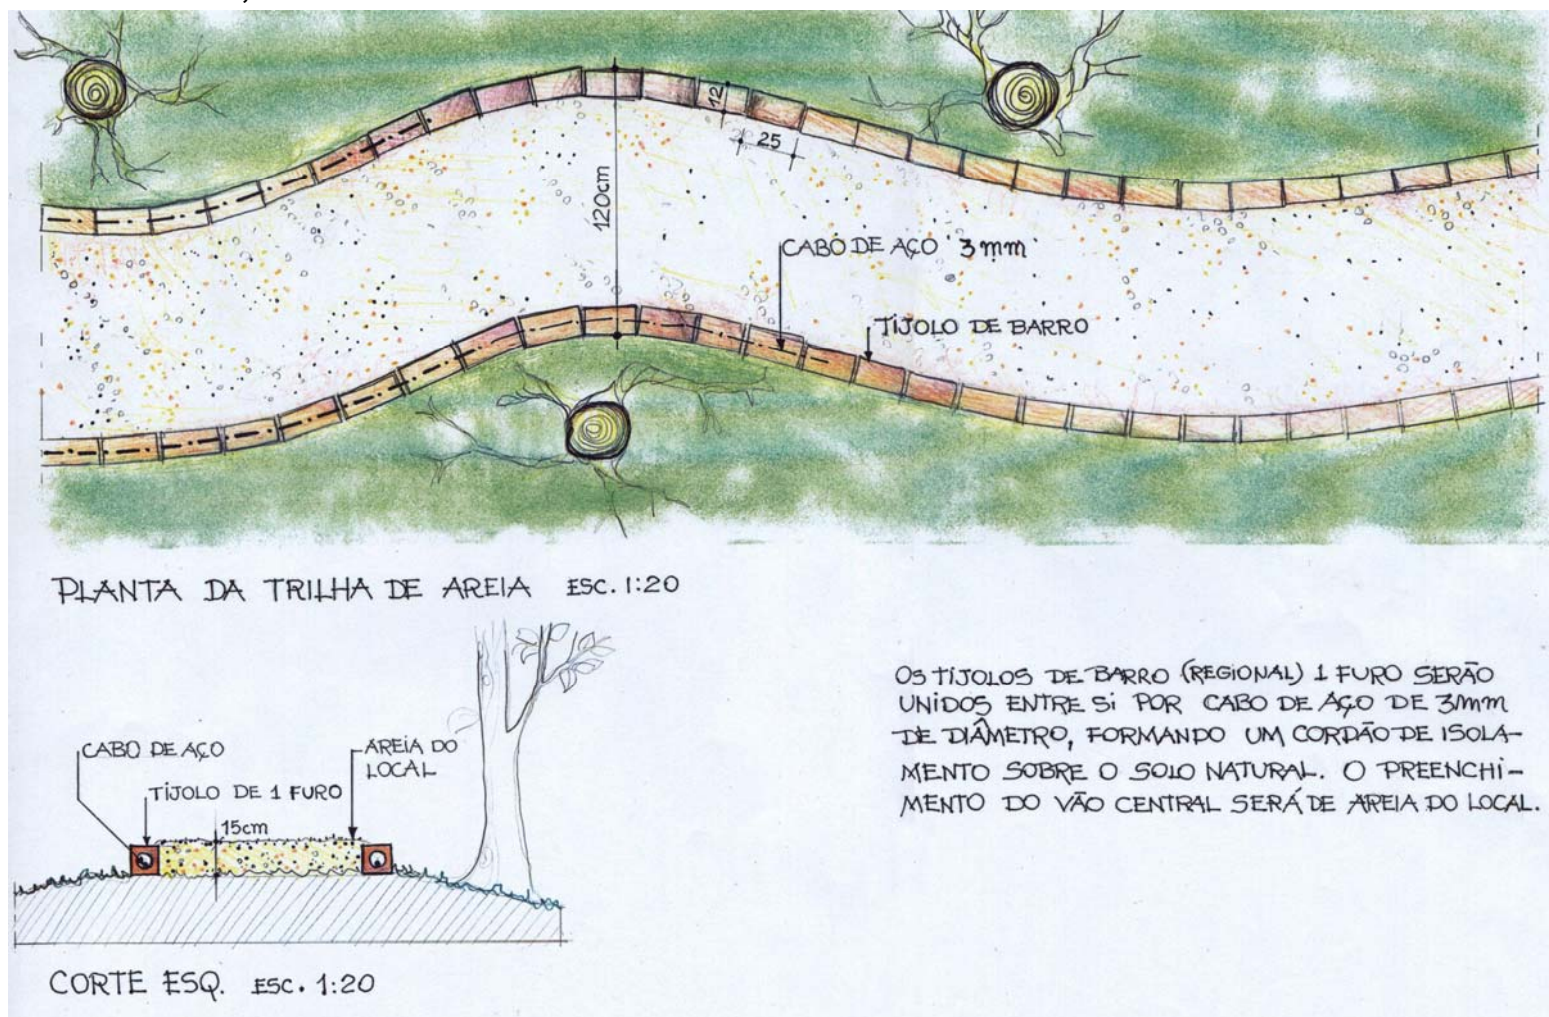 12
25
120cm
CABO DE AÇO 3mm
TIJOLO DE BARRO
PLANTA DA TRILHA DE AREIA ESC. 1:20
CABO DE AÇO
AREIA DO
LOCAL
TIJOLO DE 1 FURO
15cm
CORTE ESQ. ESC. 1:20
OS TIJOLOS DE BARRO (REGIONAL) 1 FURO SERÃO
UNIDOS ENTRE SI POR CABO DE AÇO DE 3mm
DE DIÂMETRO, FORMANDO UM CORDÃO DE ISOLA-
MENTO SOBRE O SOLO NATURAL. O PREENCHI-
MENTO DO VÃO CENTRAL SERÁ DE AREIA DO LOCAL.